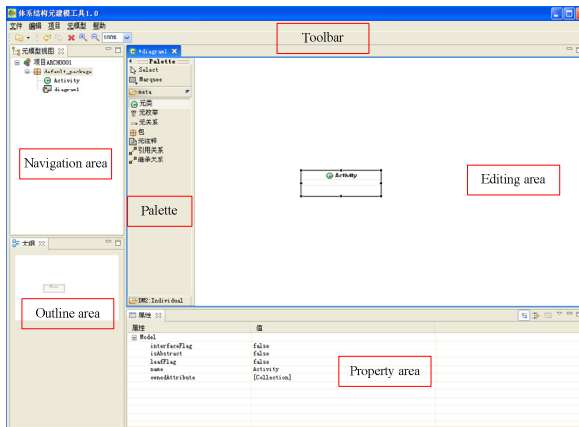 体系结构元建模工具1.0
文件 编辑 项目 元模型 帮助
100%
Toolbar
元模型视图
项目ARCH0001
default_package
Activity
diagram1
Navigation area
*diagram1
Palette
Select
Marquee
meta
元类
元枚举
元关系
包
元注释
引用关系
继承关系
Palette
DM2:Individual
Activity
Editing area
大纲
Outline area
属性
属性 值
Model
interfaceFlag false
isAbstract false
leafFlag false
name Activity
ownedAttribute [Collection]
Property area